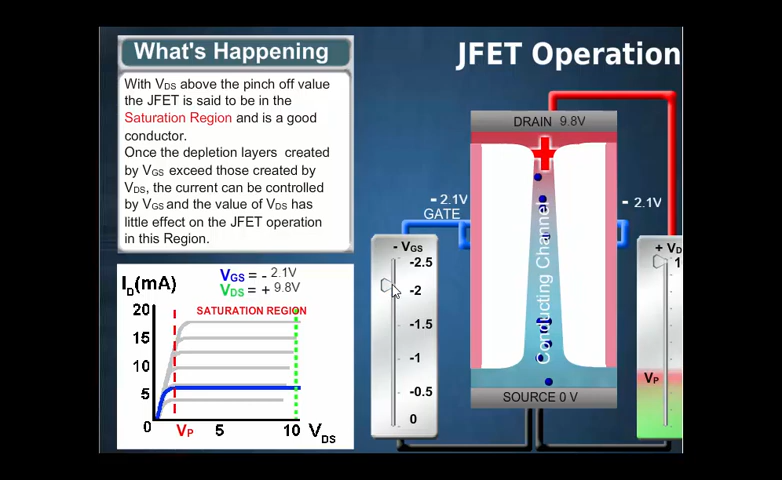 What's Happening
JFET Operation
With VDS above the pinch off value
the JFET is said to be in the
Saturation Region and is a good
conductor.
Once the depletion layers created
by VGS exceed those created by
VDS, the current can be controlled
by VGS and the value of VDS has
little effect on the JFET operation
in this Region.
DRAIN 9.8V
- 2.1V
GATE
- 2.1V
Conducting Channel
SOURCE 0 V
- VGS
-2.5
-2
-1.5
-1
-0.5
0
+ VD
1
VP
ID(mA)
VGS = - 2.1V
VDS = + 9.8V
SATURATION REGION
20
15
10
5
0
VP
5
10
VDS